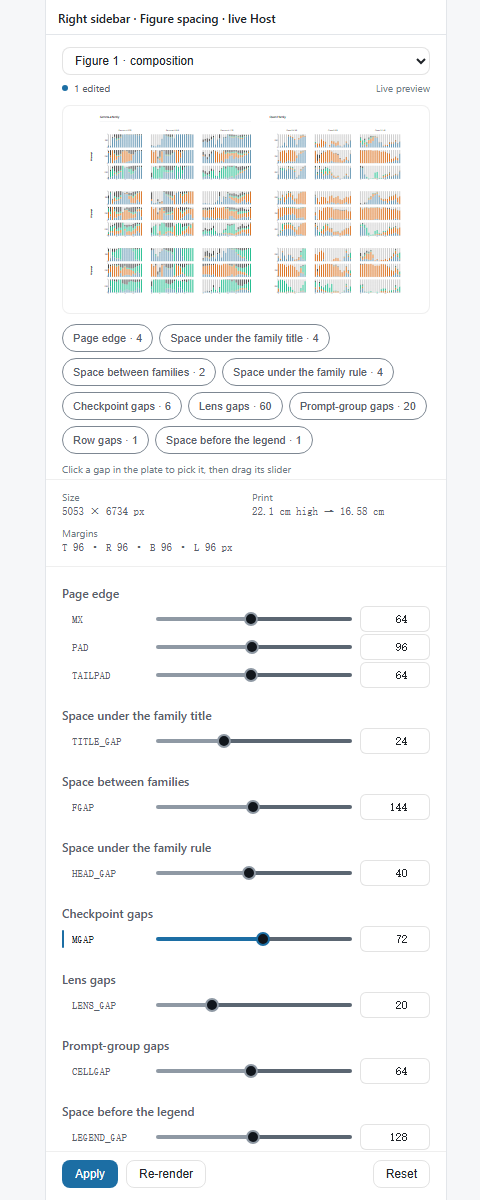 Right sidebar · Figure spacing · live Host
Figure 1 · composition
1 edited
Live preview
Page edge · 4
Space under the family title · 4
Space between families · 2
Space under the family rule · 4
Checkpoint gaps · 6
Lens gaps · 60
Prompt-group gaps · 20
Row gaps · 1
Space before the legend · 1
Click a gap in the plate to pick it, then drag its slider
Size
5053 × 6734 px
Print
22.1 cm high → 16.58 cm
Margins
T 96 · R 96 · B 96 · L 96 px
Page edge
MX 64
PAD 96
TAILPAD 64
Space under the family title
TITLE_GAP 24
Space between families
FGAP 144
Space under the family rule
HEAD_GAP 40
Checkpoint gaps
MGAP 72
Lens gaps
LENS_GAP 20
Prompt-group gaps
CELLGAP 64
Space before the legend
LEGEND_GAP 128
Apply
Re-render
Reset